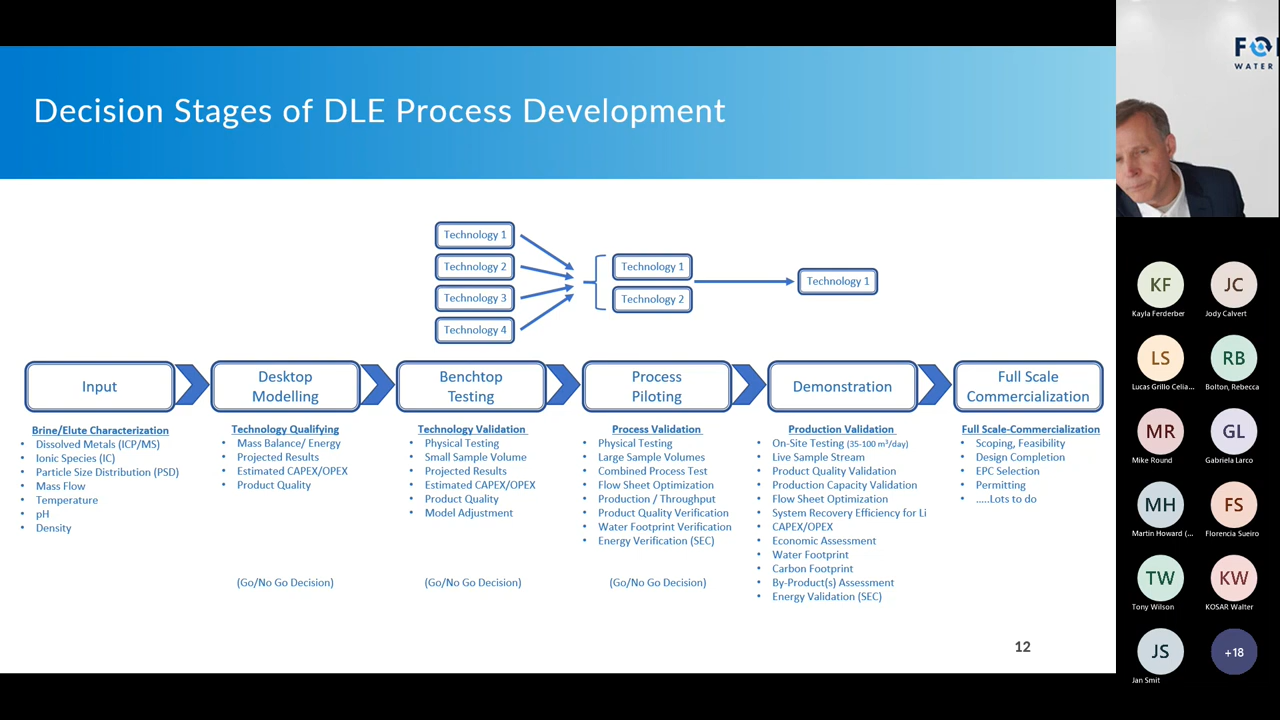 Decision Stages of DLE Process Development
Technology 1
Technology 2
Technology 3
Technology 4
Technology 1
Technology 2
Technology 1
Input
Desktop
Modelling
Benchtop
Testing
Process
Piloting
Demonstration
Full Scale
Commercialization
Brine/Elute Characterization
• Dissolved Metals (ICP/MS)
• Ionic Species (IC)
• Particle Size Distribution (PSD)
• Mass Flow
• Temperature
• pH
• Density
Technology Qualifying
• Mass Balance/ Energy
• Projected Results
• Estimated CAPEX/OPEX
• Product Quality
(Go/No Go Decision)
Technology Validation
• Physical Testing
• Small Sample Volume
• Projected Results
• Estimated CAPEX/OPEX
• Product Quality
• Model Adjustment
(Go/No Go Decision)
Process Validation
• Physical Testing
• Large Sample Volumes
• Combined Process Test
• Flow Sheet Optimization
• Production / Throughput
• Product Quality Verification
• Water Footprint Verification
• Energy Verification (SEC)
(Go/No Go Decision)
Production Validation
• On-Site Testing (35-100 m³/day)
• Live Sample Stream
• Product Quality Validation
• Production Capacity Validation
• Flow Sheet Optimization
• System Recovery Efficiency for Li
• CAPEX/OPEX
• Economic Assessment
• Water Footprint
• Carbon Footprint
• By-Product(s) Assessment
• Energy Validation (SEC)
Full Scale-Commercialization
• Scoping, Feasibility
• Design Completion
• EPC Selection
• Permitting
• .....Lots to do
12
WATER
KF
Kayla Ferderber
JC
Jody Calvert
LS
Lucas Grillo Celia...
RB
Bolton, Rebecca
MR
Mike Round
GL
Gabriela Larco
MH
Martin Howard (...
FS
Florencia Sueiro
TW
Tony Wilson
KW
KOSAR Walter
JS
Jan Smit
+18